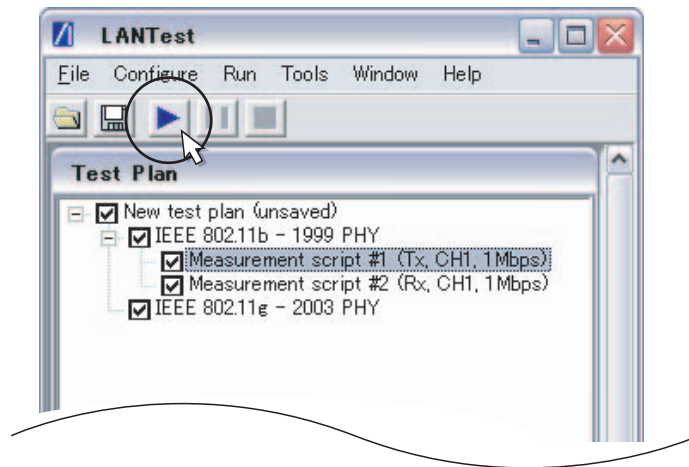 LANTest
File Configure Run Tools Window Help
Test Plan
New test plan (unsaved)
IEEE 802.11b - 1999 PHY
Measurement script #1 (Tx, CH1, 1Mbps)
Measurement script #2 (Rx, CH1, 1Mbps)
IEEE 802.11g - 2003 PHY